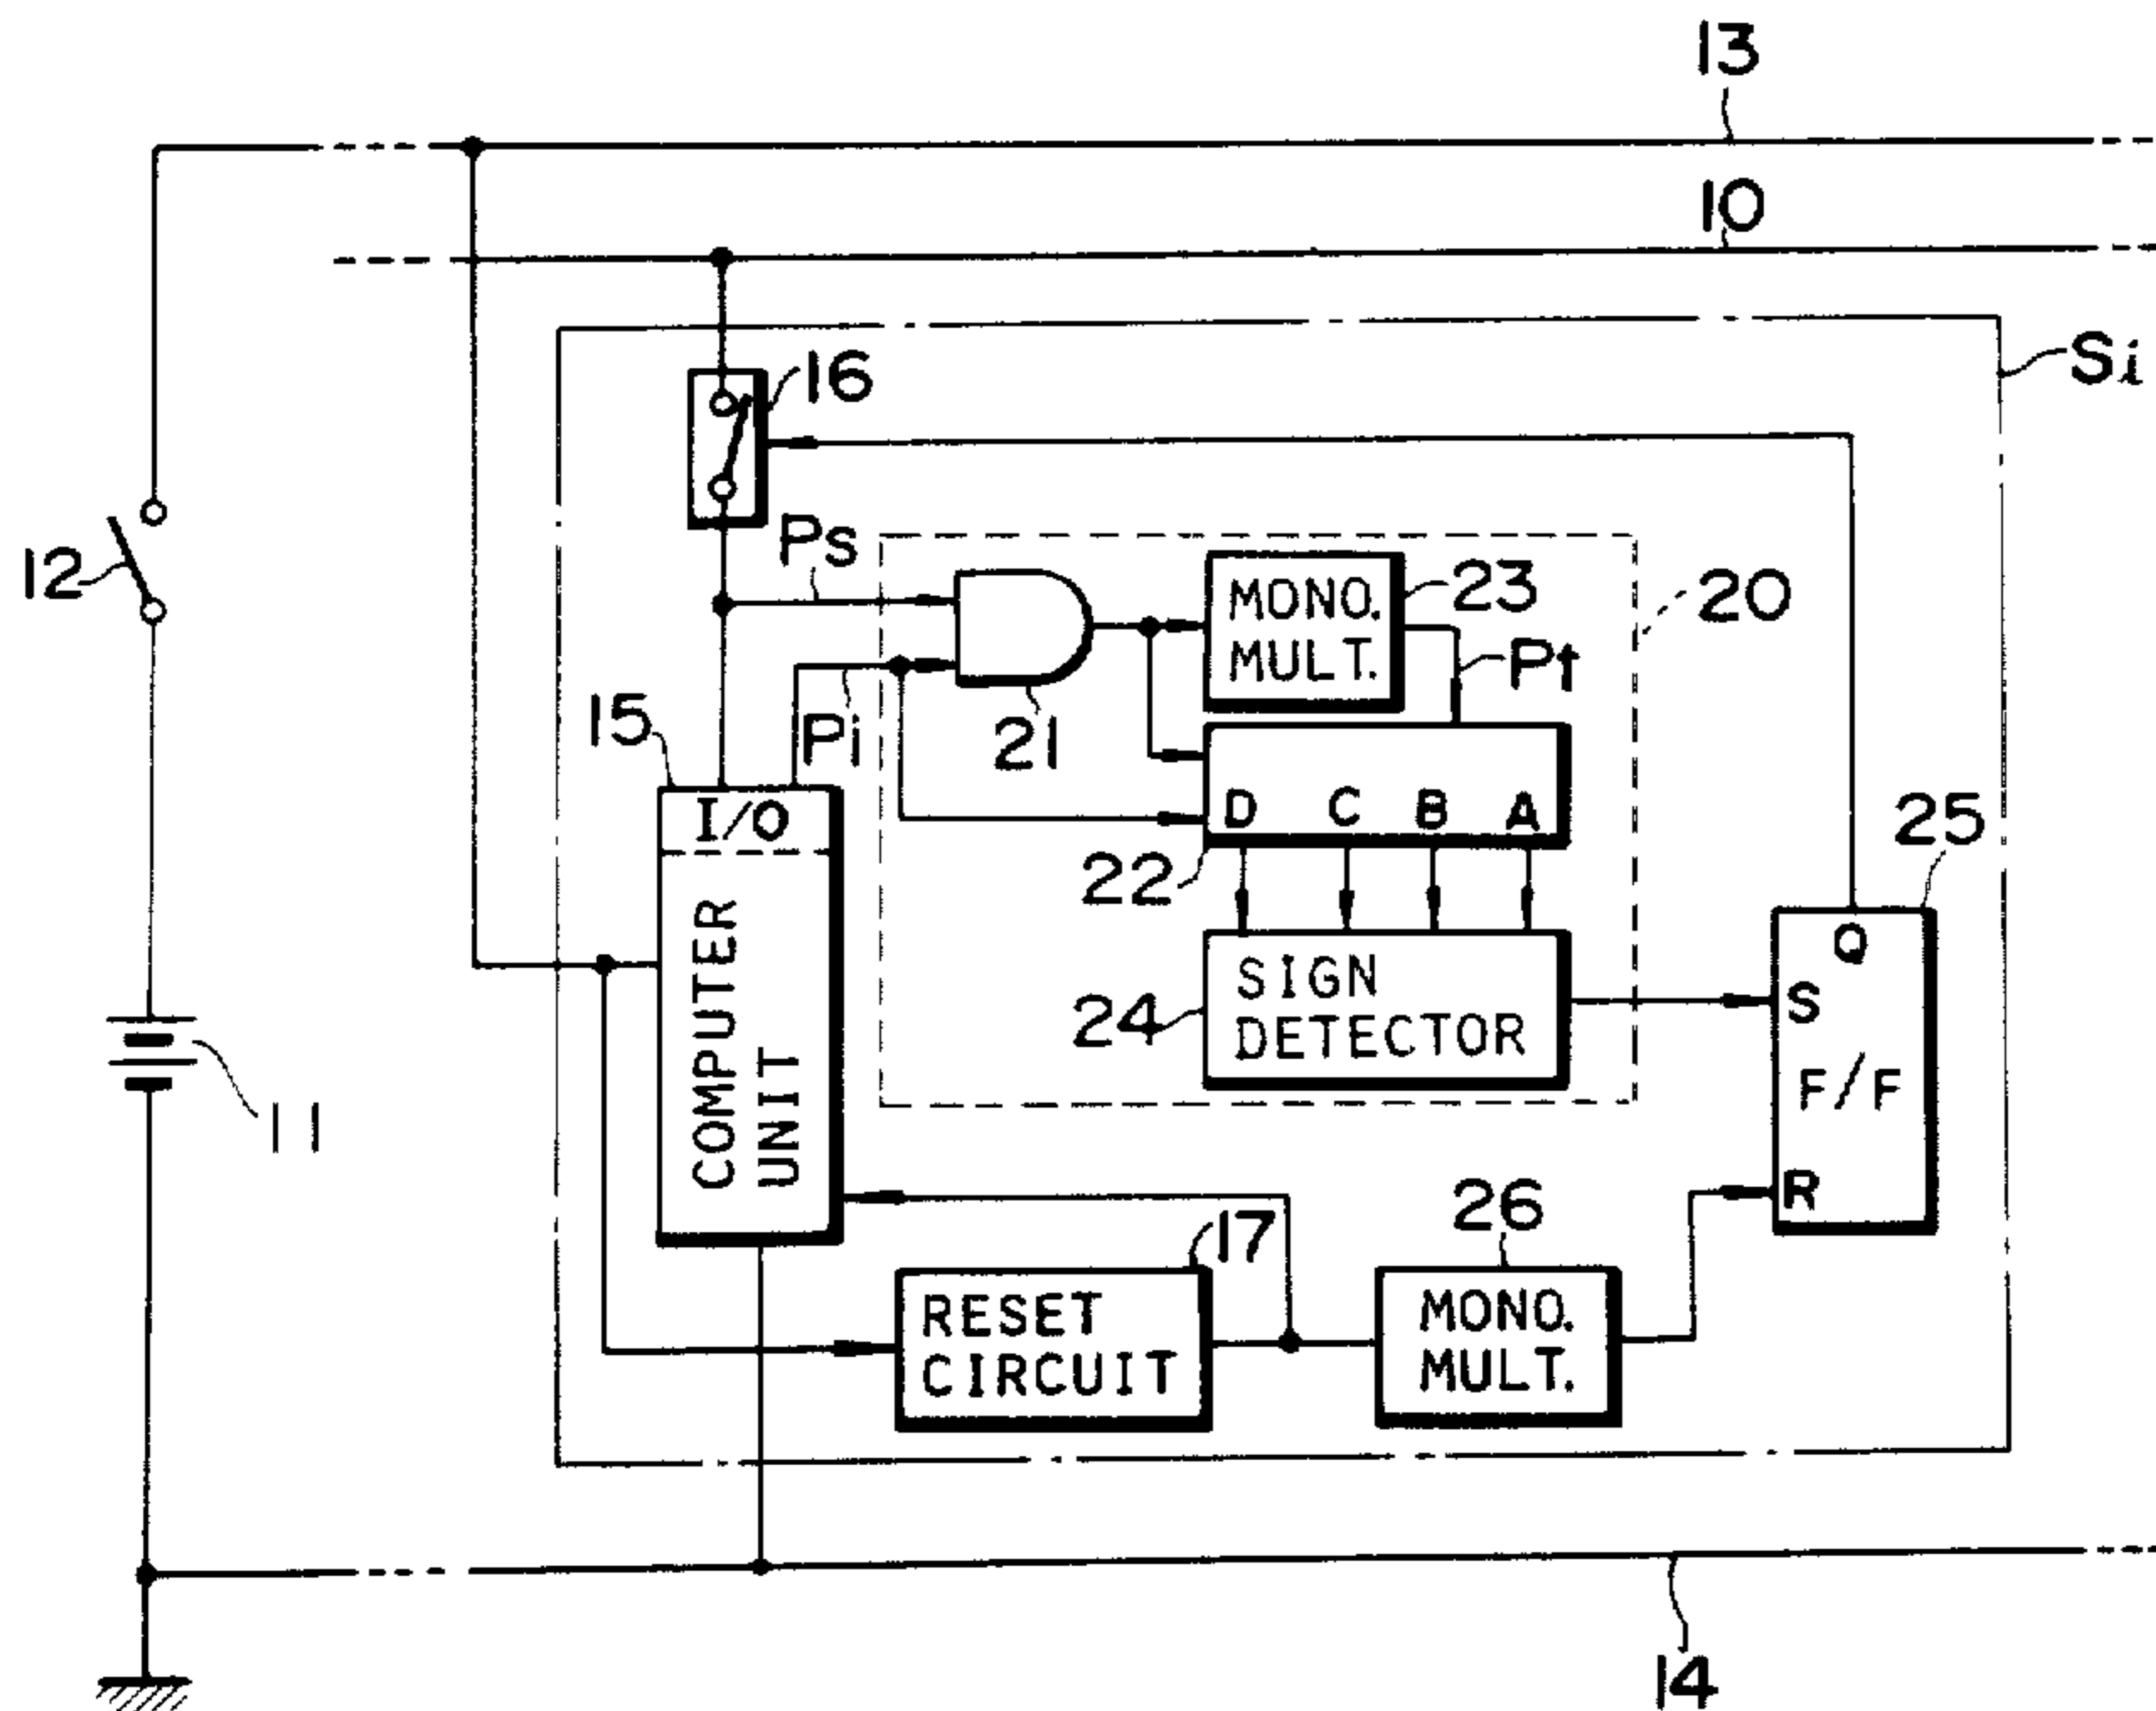 13
10
Si
16
12
Ps
MONO.
MULT.
23
20
Pt
15
Pi
21
I/O
D C B A
22
25
COMPUTER
UNIT
SIGN
DETECTOR
24
Q
S
F/F
R
11
17
26
RESET
CIRCUIT
MONO.
MULT.
14